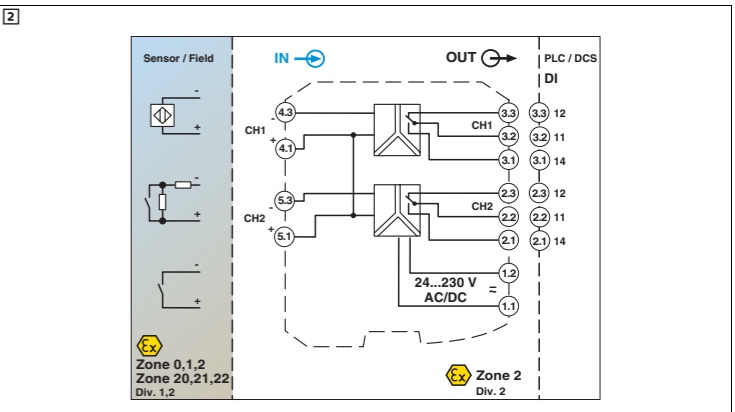 2
Sensor / Field
IN
OUT
PLC / DCS
DI
-
+
-
+
-
+
4.3
-
CH1
+
4.1
5.3
-
CH2
+
5.1
3.3
CH1
3.2
3.1
2.3
CH2
2.2
2.1
1.2
24...230 V
AC/DC
=
1.1
3.3 12
3.2 11
3.1 14
2.3 12
2.2 11
2.1 14
Ex
Zone 0,1,2
Zone 20,21,22
Div. 1,2
Ex Zone 2
Div. 2